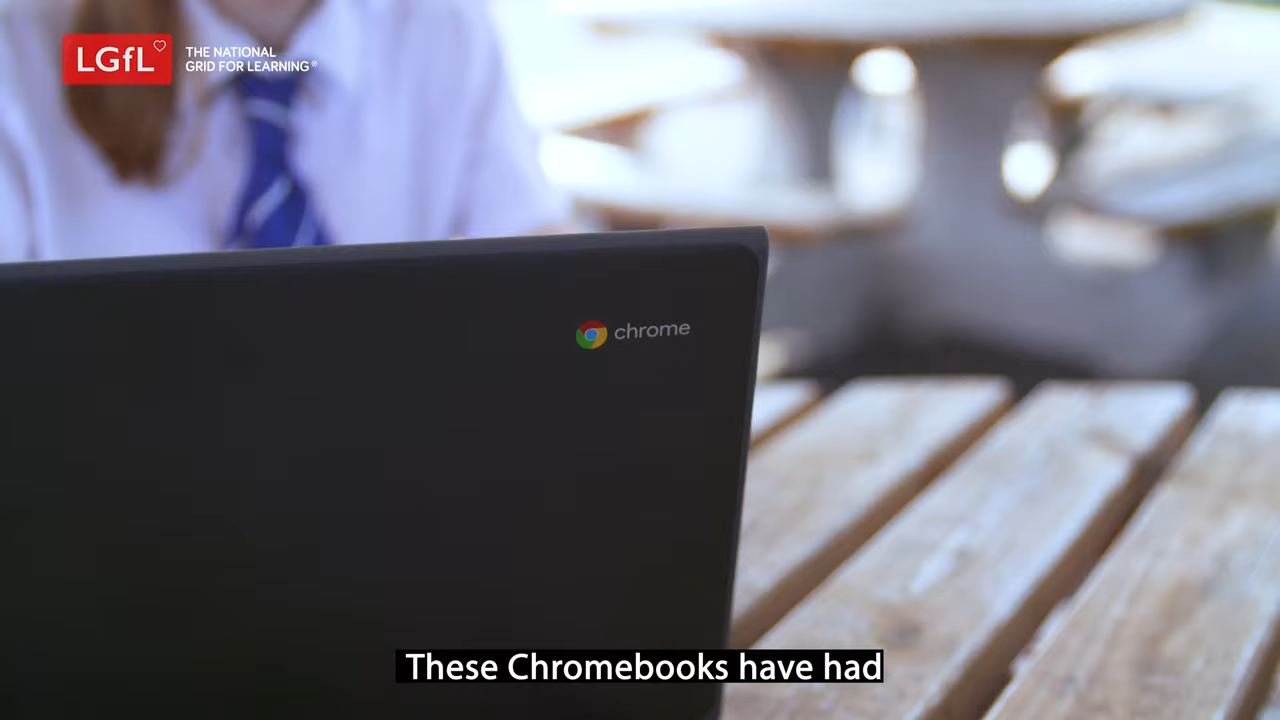 LGfL
THE NATIONAL
GRID FOR LEARNING®
chrome
These Chromebooks have had